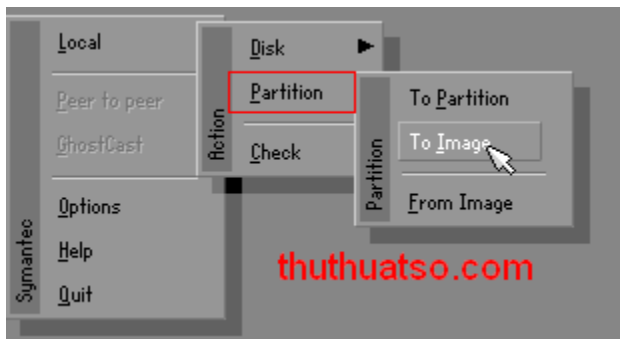 Symantec
Local
Peer to peer
GhostCast
Options
Help
Quit
Action
Disk
Partition
Check
Partition
To Partition
To Image
From Image
thuthuatso.com